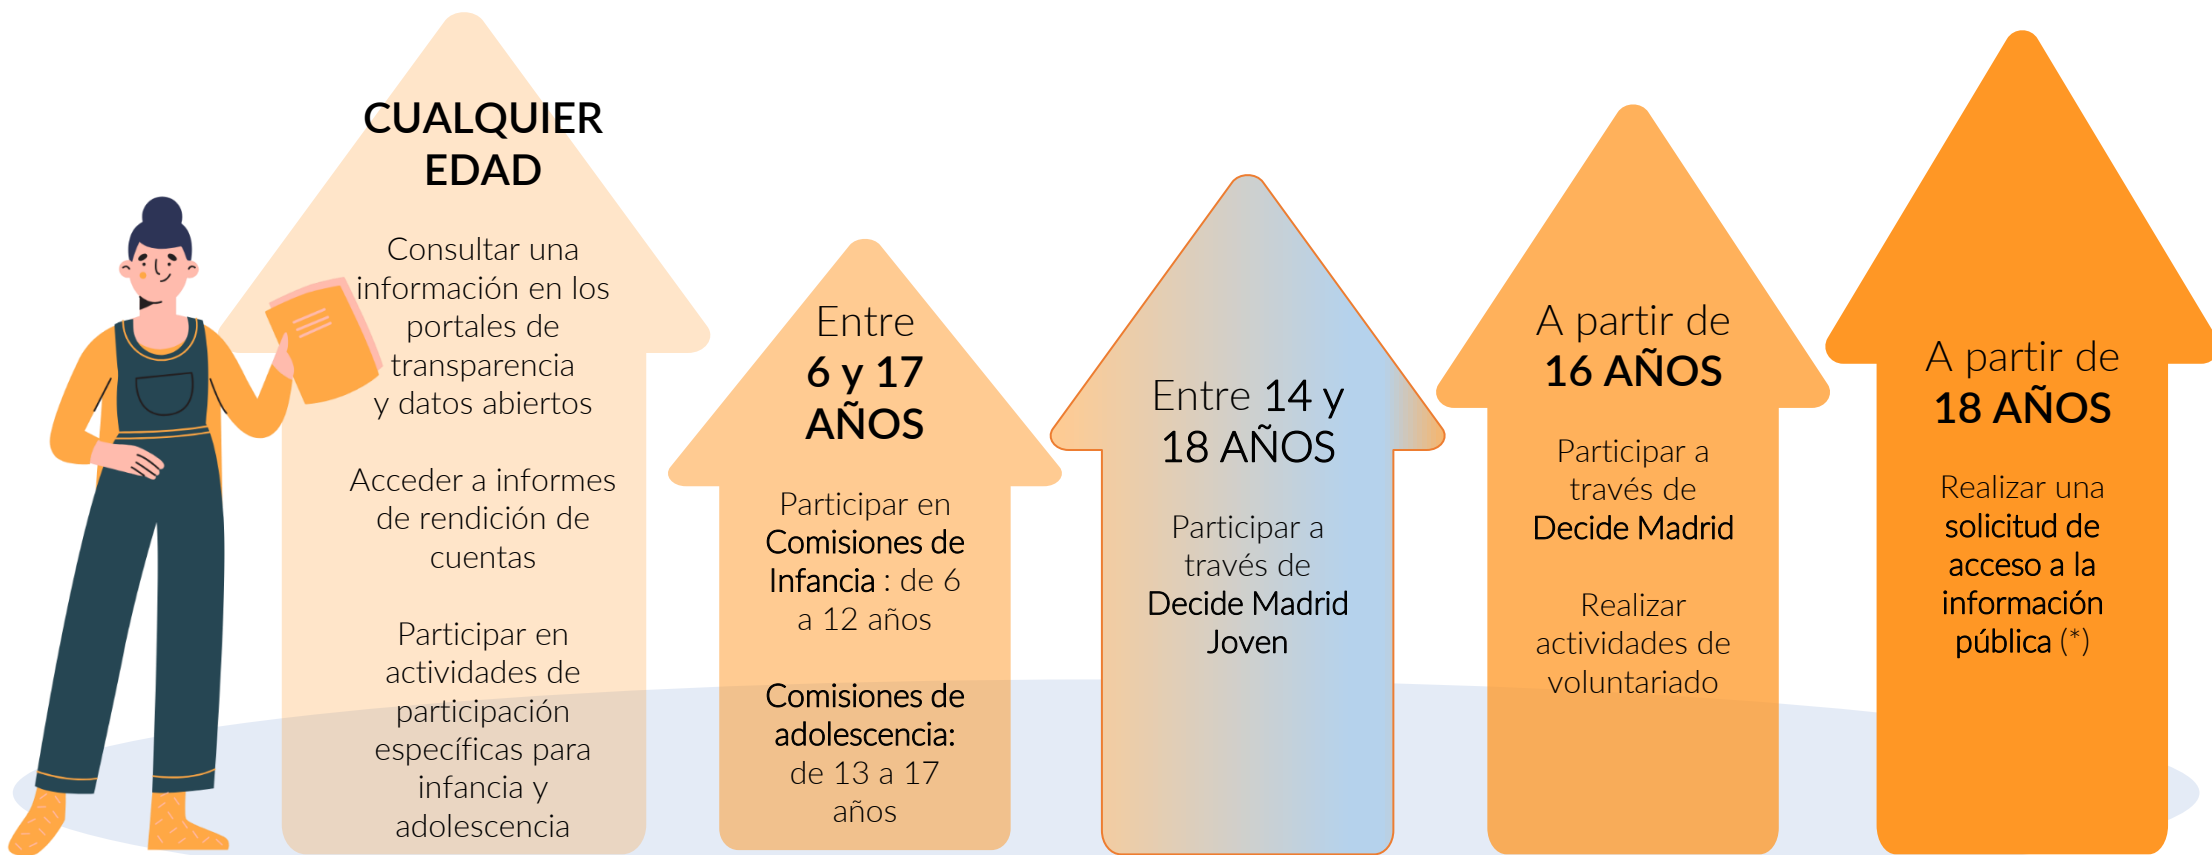 CUALQUIER
EDAD
Consultar una
información en los
portales de
transparencia
y datos abiertos
Acceder a informes
de rendición de
cuentas
Participar en
actividades de
participación
específicas para
infancia y
adolescencia
Entre
6 y 17
AÑOS
Participar en
Comisiones de
Infancia : de 6
a 12 años
Comisiones de
adolescencia:
de 13 a 17
años
Entre 14 y
18 AÑOS
Participar a
través de
Decide Madrid
Joven
A partir de
16 AÑOS
Participar a
través de
Decide Madrid
Realizar
actividades de
voluntariado
A partir de
18 AÑOS
Realizar una
solicitud de
acceso a la
información
pública (*)